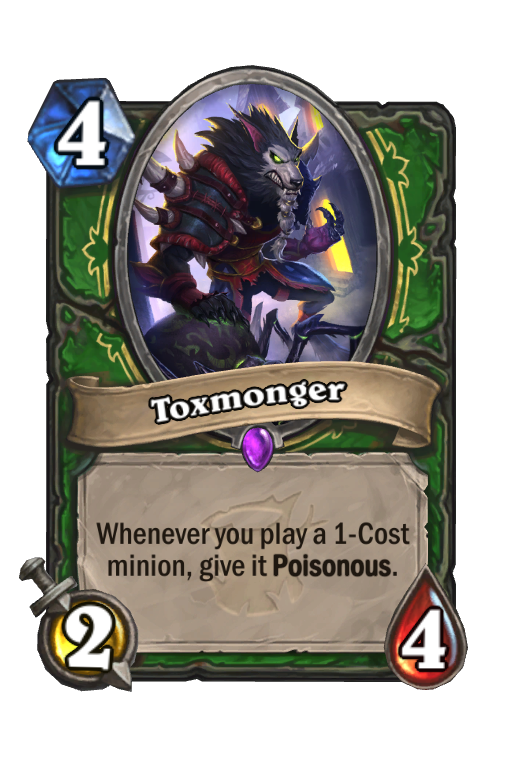 4
Toxmonger
Whenever you play a 1-Cost
minion, give it Poisonous.
2
4